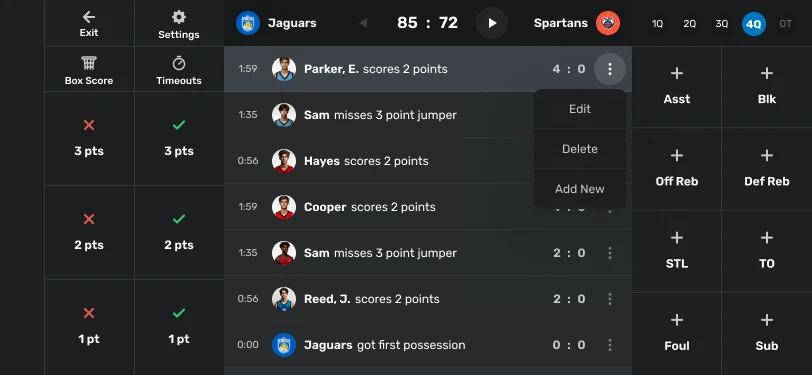 Exit
Settings
Jaguars
85 : 72
Spartans
1Q
2Q
3Q
4Q
OT
Box Score
Timeouts
3 pts
3 pts
2 pts
2 pts
1 pt
1 pt
1:59 Parker, E. scores 2 points 4 : 0
1:35 Sam misses 3 point jumper
0:56 Hayes scores 2 points
1:59 Cooper scores 2 points
1:35 Sam misses 3 point jumper 2 : 0
0:56 Reed, J. scores 2 points 2 : 0
0:00 Jaguars got first possession 0 : 0
Edit
Delete
Add New
Asst
Blk
Off Reb
Def Reb
STL
TO
Foul
Sub